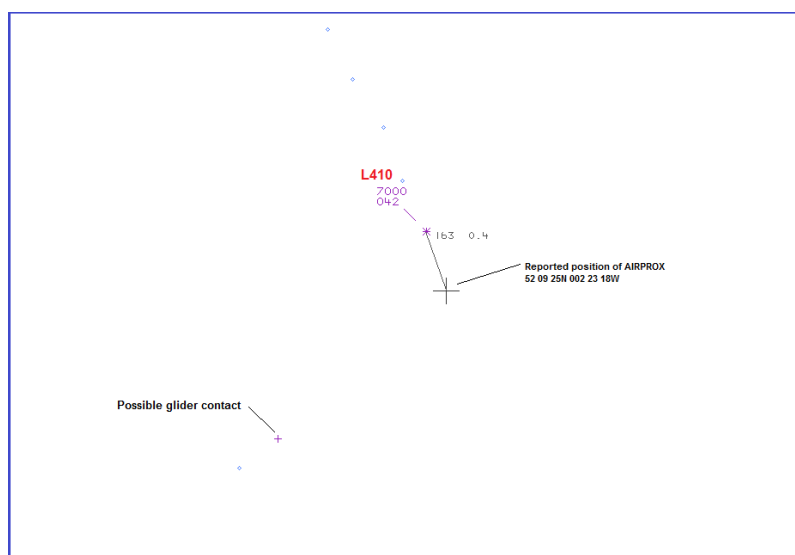 L410
7000
042
163 0.4
Reported position of AIRPROX
52 09 25N 002 23 18W
Possible glider contact